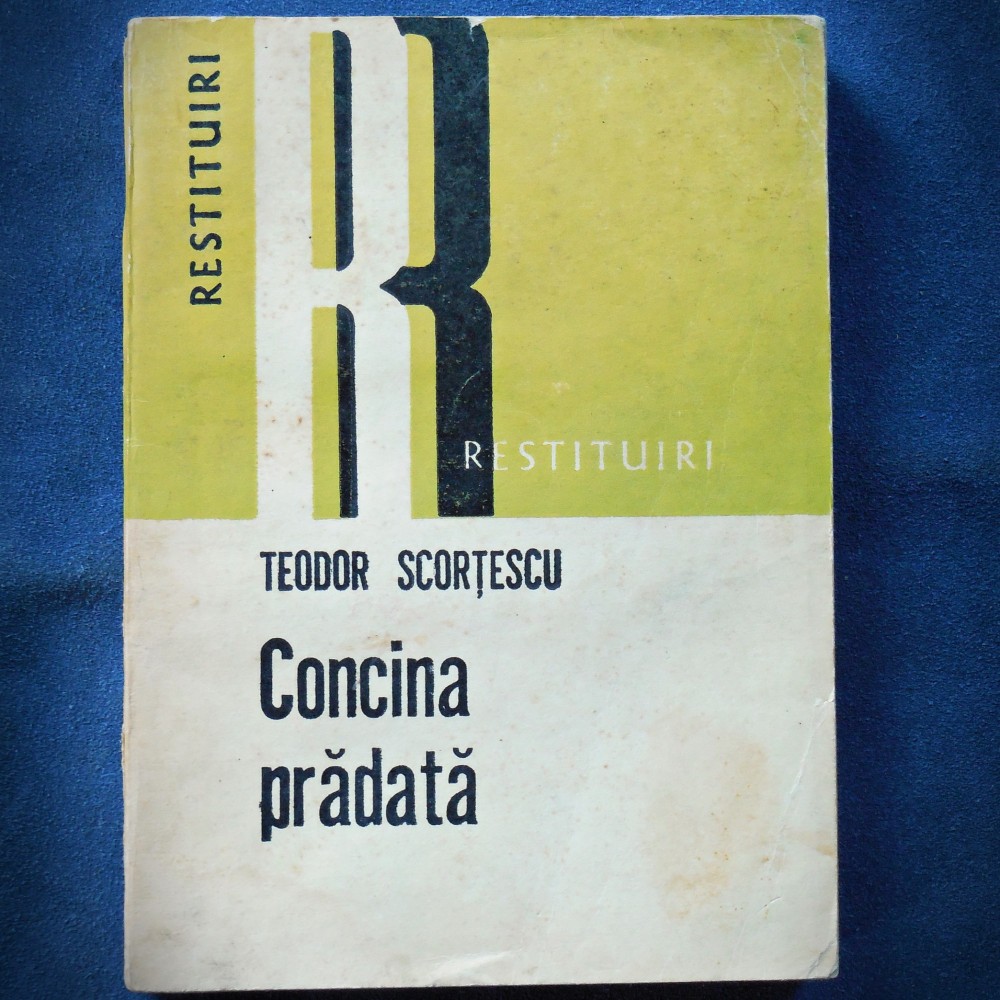 RESTITUIRI
R
RESTITUIRI
TEODOR SCORȚESCU
Concina
prădată